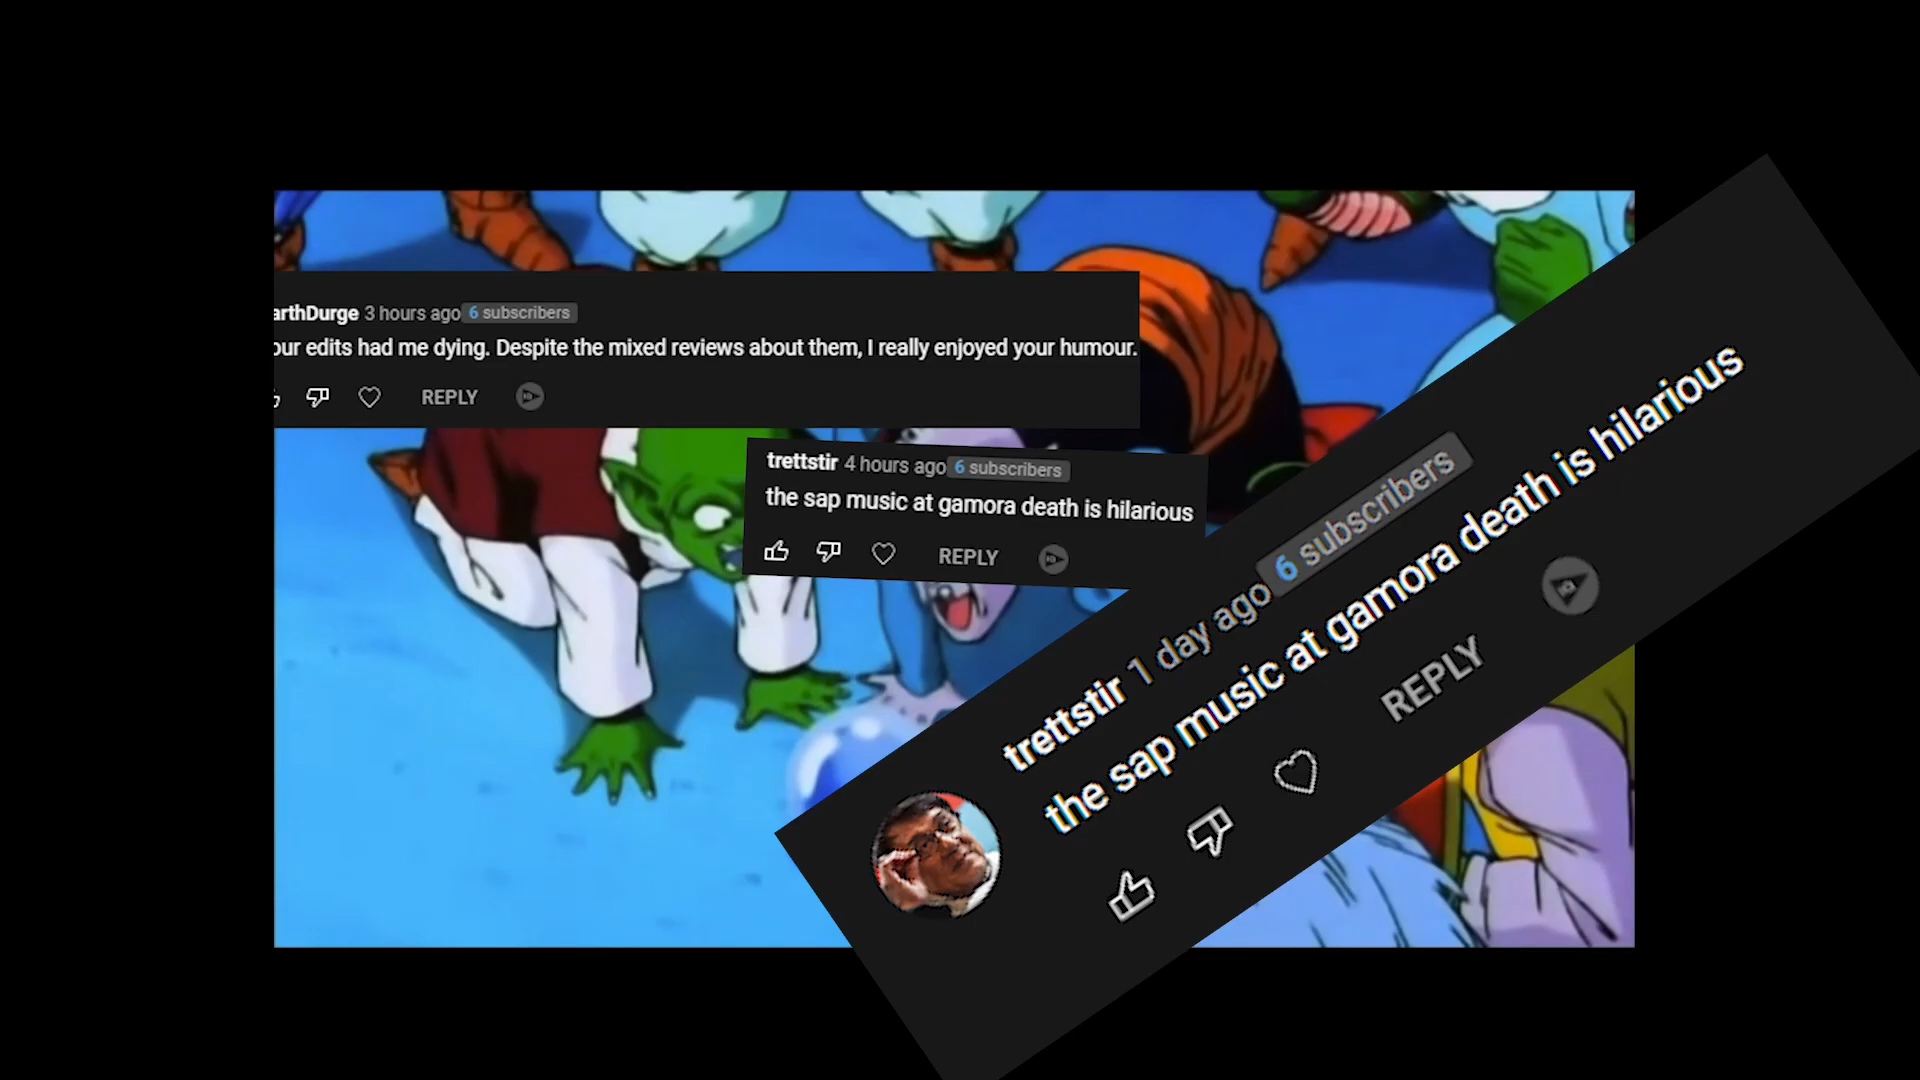 arthDurge 3 hours ago 6 subscribers
our edits had me dying. Despite the mixed reviews about them, I really enjoyed your humour.
REPLY
trettstir 4 hours ago 6 subscribers
the sap music at gamora death is hilarious
REPLY
trettstir 1 day ago 6 subscribers
the sap music at gamora death is hilarious
REPLY